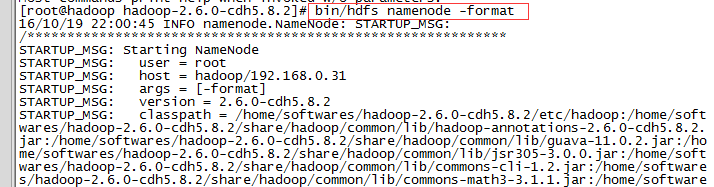 [root@hadoop hadoop-2.6.0-cdh5.8.2]# bin/hdfs namenode -format
16/10/19 22:00:45 INFO namenode.NameNode: STARTUP_MSG:
/************************************************************
STARTUP_MSG: Starting NameNode
STARTUP_MSG:   user = root
STARTUP_MSG:   host = hadoop/192.168.0.31
STARTUP_MSG:   args = [-format]
STARTUP_MSG:   version = 2.6.0-cdh5.8.2
STARTUP_MSG:   classpath = /home/softwares/hadoop-2.6.0-cdh5.8.2/etc/hadoop:/home/soft
wares/hadoop-2.6.0-cdh5.8.2/share/hadoop/common/lib/hadoop-annotations-2.6.0-cdh5.8.2.
jar:/home/softwares/hadoop-2.6.0-cdh5.8.2/share/hadoop/common/lib/guava-11.0.2.jar:/ho
me/softwares/hadoop-2.6.0-cdh5.8.2/share/hadoop/common/lib/jsr305-3.0.0.jar:/home/soft
wares/hadoop-2.6.0-cdh5.8.2/share/hadoop/common/lib/commons-cli-1.2.jar:/home/software
s/hadoop-2.6.0-cdh5.8.2/share/hadoop/common/lib/commons-math3-3.1.1.jar:/home/software